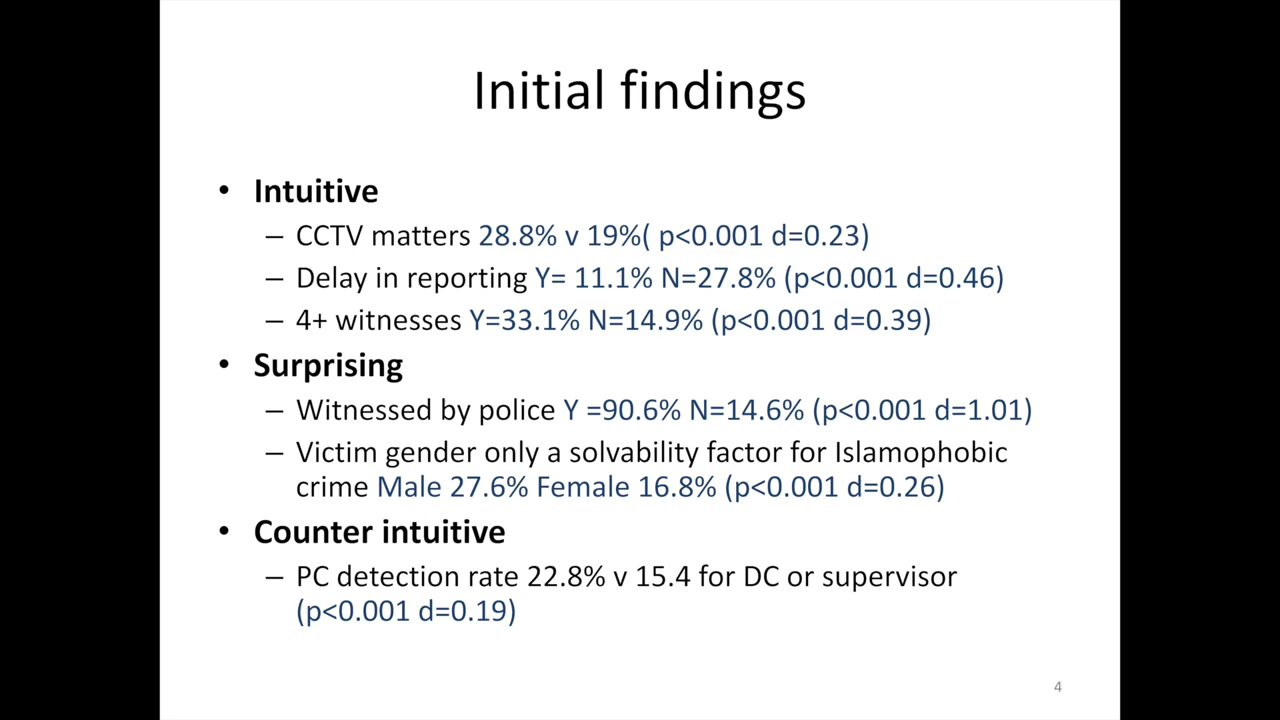 Initial findings
• Intuitive
– CCTV matters 28.8% v 19%( p<0.001 d=0.23)
– Delay in reporting Y= 11.1% N=27.8% (p<0.001 d=0.46)
– 4+ witnesses Y=33.1% N=14.9% (p<0.001 d=0.39)
• Surprising
– Witnessed by police Y =90.6% N=14.6% (p<0.001 d=1.01)
– Victim gender only a solvability factor for Islamophobic
crime Male 27.6% Female 16.8% (p<0.001 d=0.26)
• Counter intuitive
– PC detection rate 22.8% v 15.4 for DC or supervisor
(p<0.001 d=0.19)
4